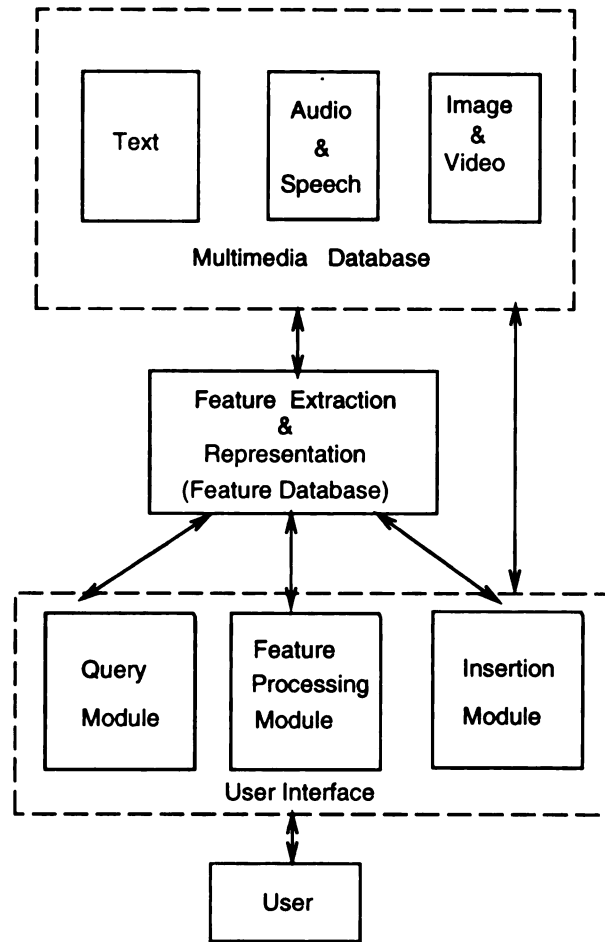 Text
Audio
&
Speech
Image
&
Video
Multimedia Database
Feature Extraction
&
Representation
(Feature Database)
Query
Module
Feature
Processing
Module
Insertion
Module
User Interface
User